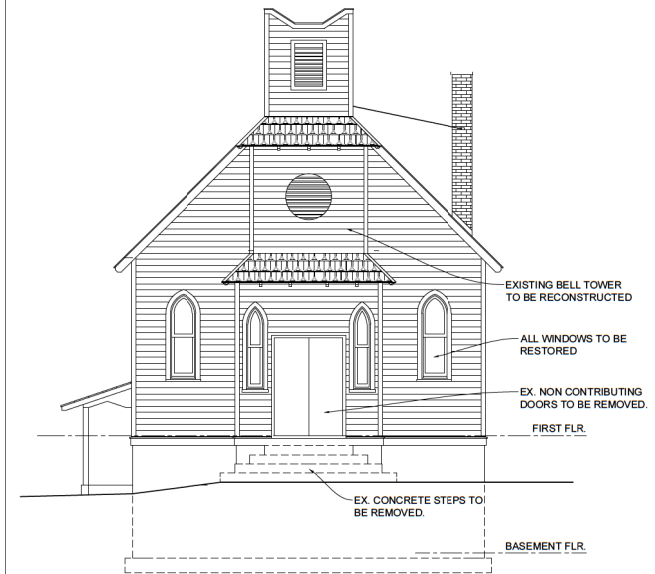 EXISTING BELL TOWER
TO BE RECONSTRUCTED
ALL WINDOWS TO BE
RESTORED
EX. NON CONTRIBUTING
DOORS TO BE REMOVED.
FIRST FLR.
EX. CONCRETE STEPS TO
BE REMOVED.
BASEMENT FLR.